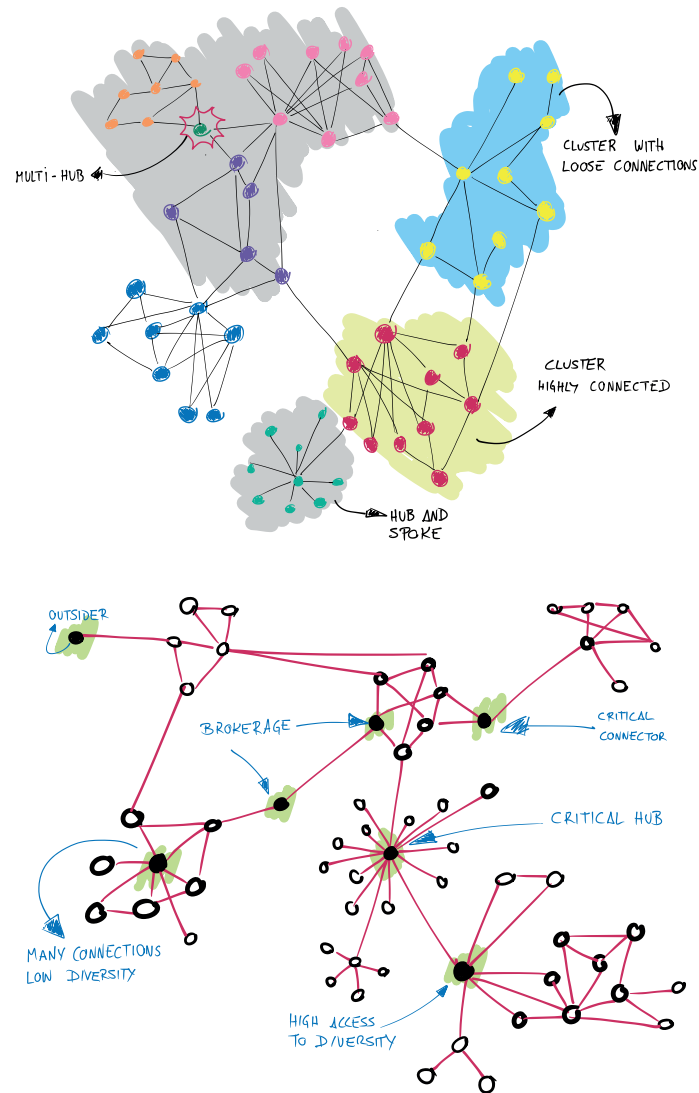 CLUSTER WITH
LOOSE CONNECTIONS
MULTI-HUB
CLUSTER
HIGHLY CONNECTED
HUB AND
SPOKE
OUTSIDER
BROKERAGE
CRITICAL
CONNECTOR
CRITICAL HUB
MANY CONNECTIONS
LOW DIVERSITY
HIGH ACCESS
TO DIVERSITY